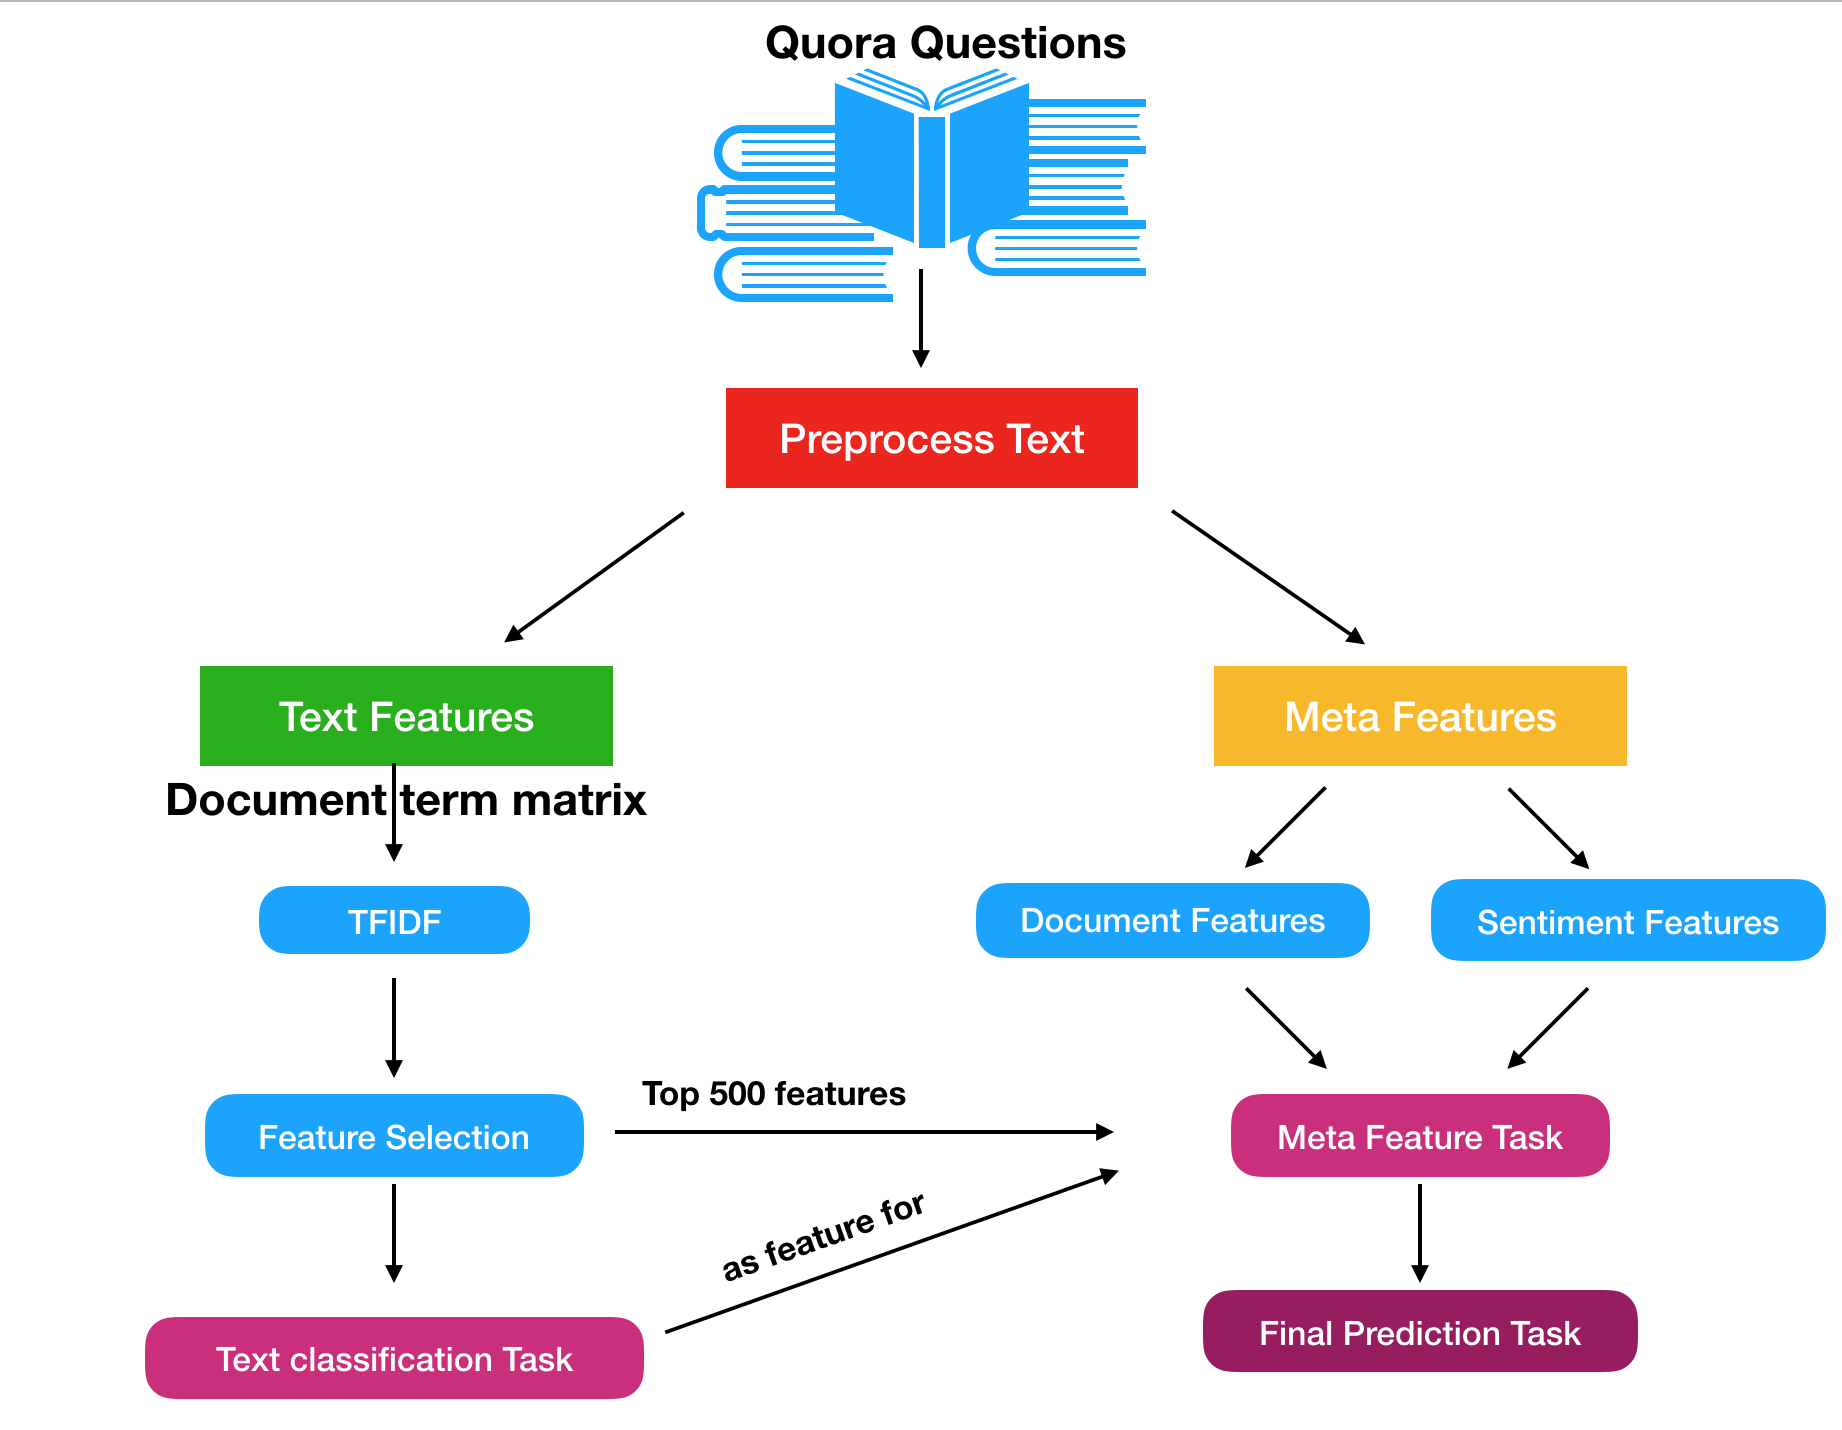 Quora Questions
Preprocess Text
Text Features
Meta Features
Document term matrix
TFIDF
Document Features
Sentiment Features
Top 500 features
Feature Selection
Meta Feature Task
as feature for
Text classification Task
Final Prediction Task